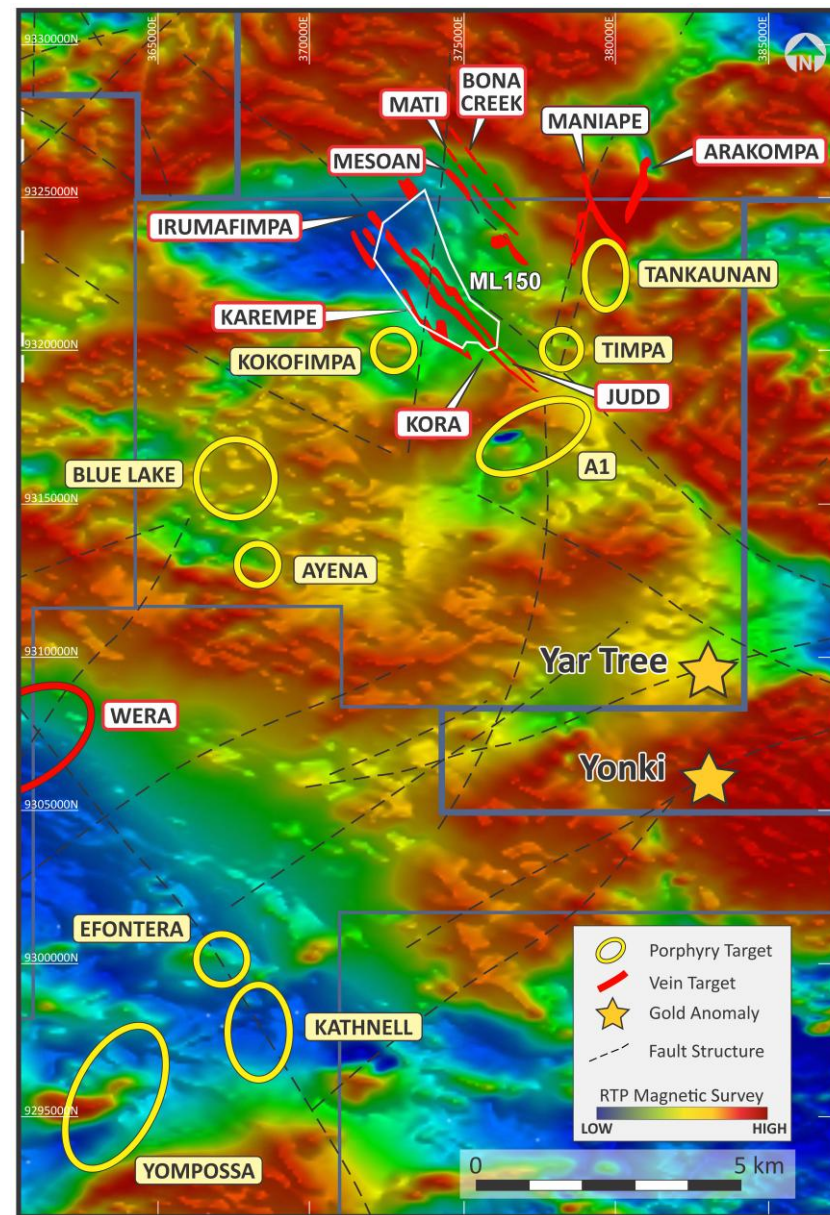 365000E
370000E
375000E
380000E
385000E
9330000N
N
BONA
CREEK
MATI
MANIAPE
MESOAN
ARAKOMPA
9325000N
IRUMAFIMPA
ML150
TANKAUNAN
KAREMPE
9320000N
KOKOFIMPA
TIMPA
JUDD
KORA
A1
BLUE LAKE
9315000N
AYENA
9310000N
Yar Tree
WERA
Yonki
9305000N
EFONTERA
9300000N
KATHNELL
9295000N
YOMPOSSA
Porphyry Target
Vein Target
Gold Anomaly
Fault Structure
RTP Magnetic Survey
LOW HIGH
0 5 km